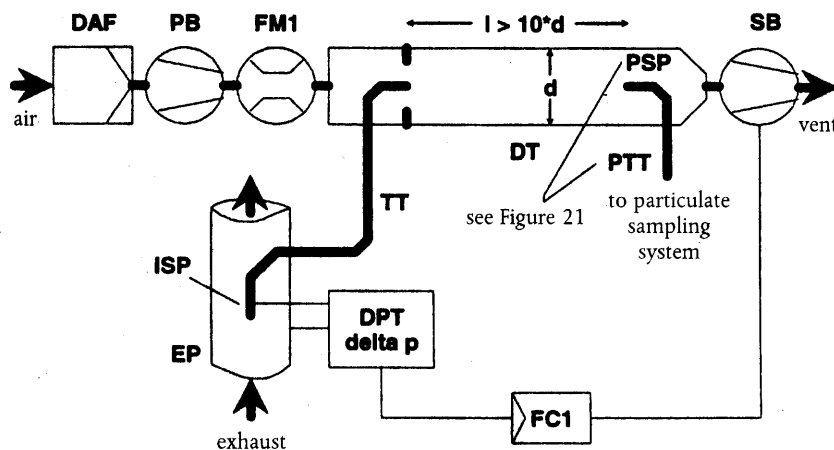 DAF
PB
FM1
l > 10*d
SB
air
d
PSP
vent
DT
PTT
TT
see Figure 21
to particulate
sampling
system
ISP
DPT
delta p
EP
FC1
exhaust